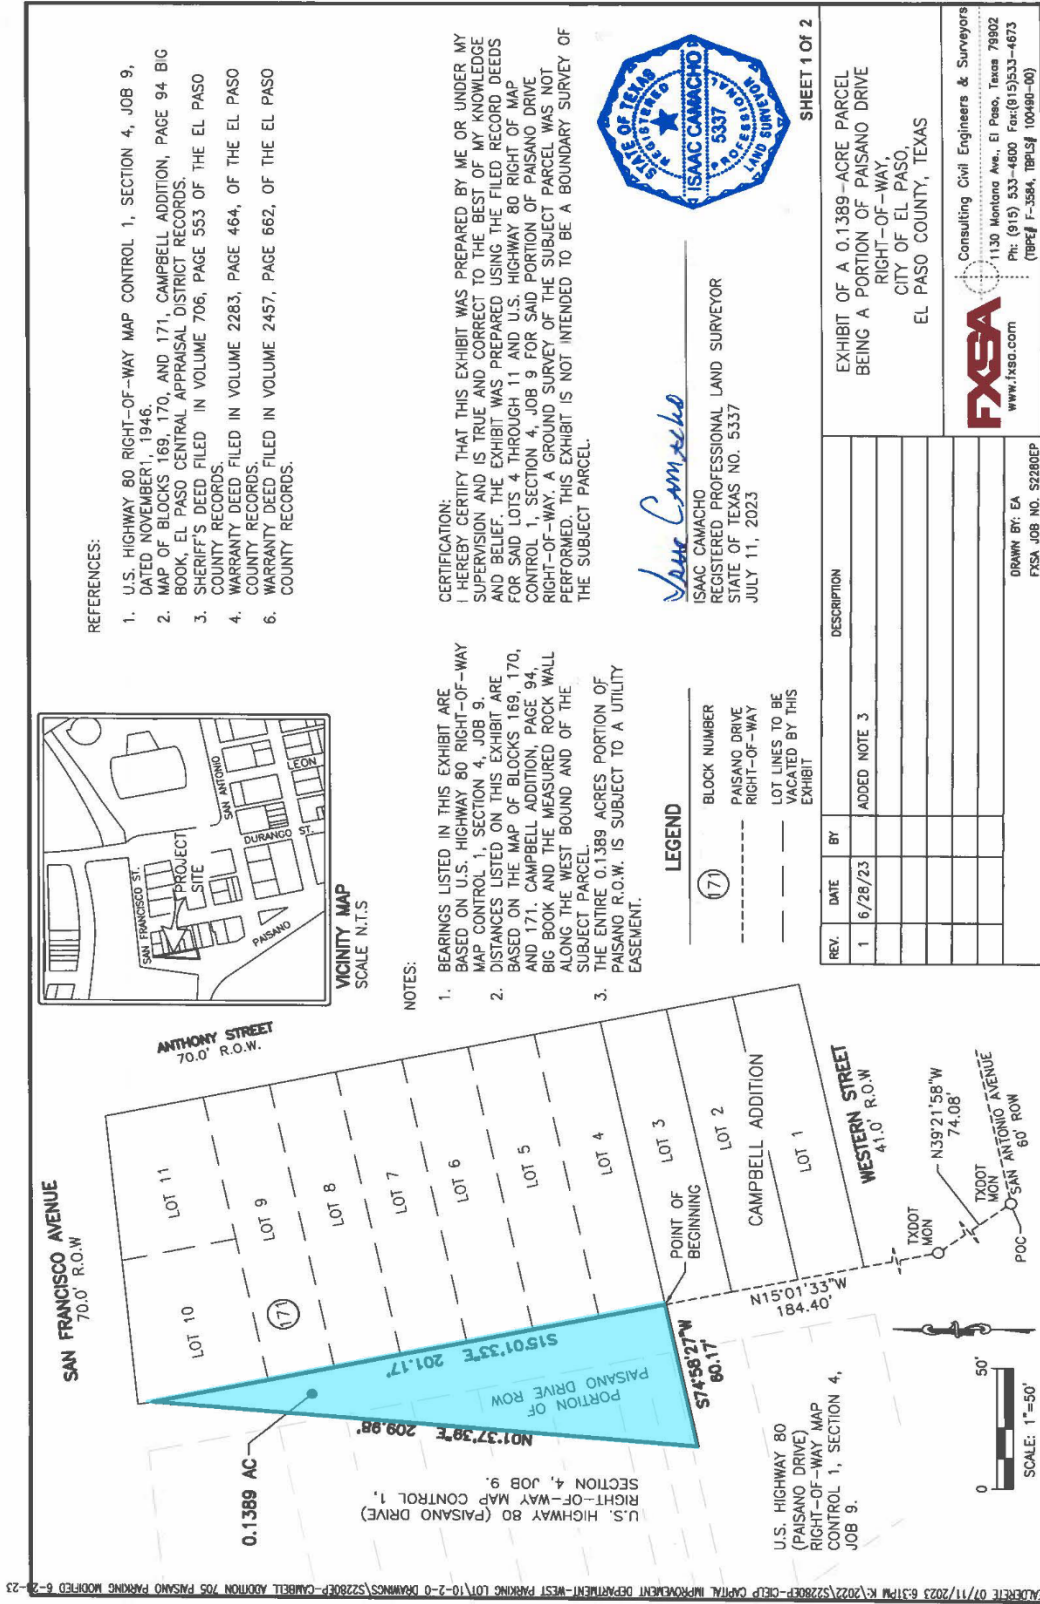 REFERENCES:
1. U.S. HIGHWAY 80 RIGHT-OF-WAY MAP CONTROL 1, SECTION 4, JOB 9,
DATED NOVEMBER1, 1946.
2. MAP OF BLOCKS 169, 170, AND 171, CAMPBELL ADDITION, PAGE 94 BIG
BOOK, EL PASO CENTRAL APPRAISAL DISTRICT RECORDS.
3. SHERIFF'S DEED FILED IN VOLUME 706, PAGE 553 OF THE EL PASO
COUNTY RECORDS.
4. WARRANTY DEED FILED IN VOLUME 2283, PAGE 464, OF THE EL PASO
COUNTY RECORDS.
6. WARRANTY DEED FILED IN VOLUME 2457, PAGE 662, OF THE EL PASO
COUNTY RECORDS.
SAN FRANCISCO ST.
PROJECT
SITE
SAN ANTONIO
DURANGO ST.
LEON
PAISANO
VICINITY MAP
SCALE N.T.S
NOTES:
1. BEARINGS LISTED IN THIS EXHIBIT ARE
BASED ON U.S. HIGHWAY 80 RIGHT-OF-WAY
MAP CONTROL 1, SECTION 4, JOB 9.
2. DISTANCES LISTED ON THIS EXHIBIT ARE
BASED ON THE MAP OF BLOCKS 169, 170,
AND 171. CAMPBELL ADDITION, PAGE 94,
BIG BOOK AND THE MEASURED ROCK WALL
ALONG THE WEST BOUND AND OF THE
SUBJECT PARCEL.
3. THE ENTIRE 0.1389 ACRES PORTION OF
PAISANO R.O.W. IS SUBJECT TO A UTILITY
EASEMENT.
CERTIFICATION:
I HEREBY CERTIFY THAT THIS EXHIBIT WAS PREPARED BY ME OR UNDER MY
SUPERVISION AND IS TRUE AND CORRECT TO THE BEST OF MY KNOWLEDGE
AND BELIEF. THE EXHIBIT WAS PREPARED USING THE FILED RECORD DEEDS
FOR SAID LOTS 4 THROUGH 11 AND U.S. HIGHWAY 80 RIGHT OF MAP
CONTROL 1, SECTION 4, JOB 9 FOR SAID PORTION OF PAISANO DRIVE
RIGHT-OF-WAY. A GROUND SURVEY OF THE SUBJECT PARCEL WAS NOT
PERFORMED. THIS EXHIBIT IS NOT INTENDED TO BE A BOUNDARY SURVEY OF
THE SUBJECT PARCEL.
Isaac Camacho
ISAAC CAMACHO
REGISTERED PROFESSIONAL LAND SURVEYOR
STATE OF TEXAS NO. 5337
JULY 11, 2023
STATE OF TEXAS
REGISTERED
ISAAC CAMACHO
5337
PROFESSIONAL
LAND SURVEYOR
SHEET 1 Of 2
LEGEND
171
BLOCK NUMBER
PAISANO DRIVE
RIGHT-OF-WAY
LOT LINES TO BE
VACATED BY THIS
EXHIBIT
SAN FRANCISCO AVENUE
70.0' R.O.W
ANTHONY STREET
70.0' R.O.W.
LOT 10
LOT 11
171
LOT 9
LOT 8
LOT 7
LOT 6
LOT 5
LOT 4
LOT 3
LOT 2
LOT 1
CAMPBELL ADDITION
WESTERN STREET
41.0' R.O.W
0.1389 AC
U.S. HIGHWAY 80 (PAISANO DRIVE)
RIGHT-OF-WAY MAP CONTROL 1,
SECTION 4, JOB 9.
N01°37'39"E 209.98'
PORTION OF
PAISANO DRIVE ROW
S15°01'33"E 201.17'
S74°58'27"W
60.17'
POINT OF
BEGINNING
N15°01'33"W
184.40'
TXDOT
MON
N39°21'58"W
74.08'
TXDOT
MON
SAN ANTONIO AVENUE
60' ROW
POC
U.S. HIGHWAY 80
(PAISANO DRIVE)
RIGHT-OF-WAY MAP
CONTROL 1, SECTION 4,
JOB 9.
0 50'
SCALE: 1"=50'
REV. DATE BY DESCRIPTION
1 6/28/23 ADDED NOTE 3
DRAWN BY: EA
FXSA JOB NO. S2280EP
EXHIBIT OF A 0.1389-ACRE PARCEL
BEING A PORTION OF PAISANO DRIVE
RIGHT-OF-WAY,
CITY OF EL PASO,
EL PASO COUNTY, TEXAS
FXSA
www.fxsa.com
Consulting Civil Engineers & Surveyors
1130 Montana Ave., El Paso, Texas 79902
Ph: (915) 533-4600 Fax:(915)533-4673
(TBPE# F-3584, TBPLS# 100490-00)